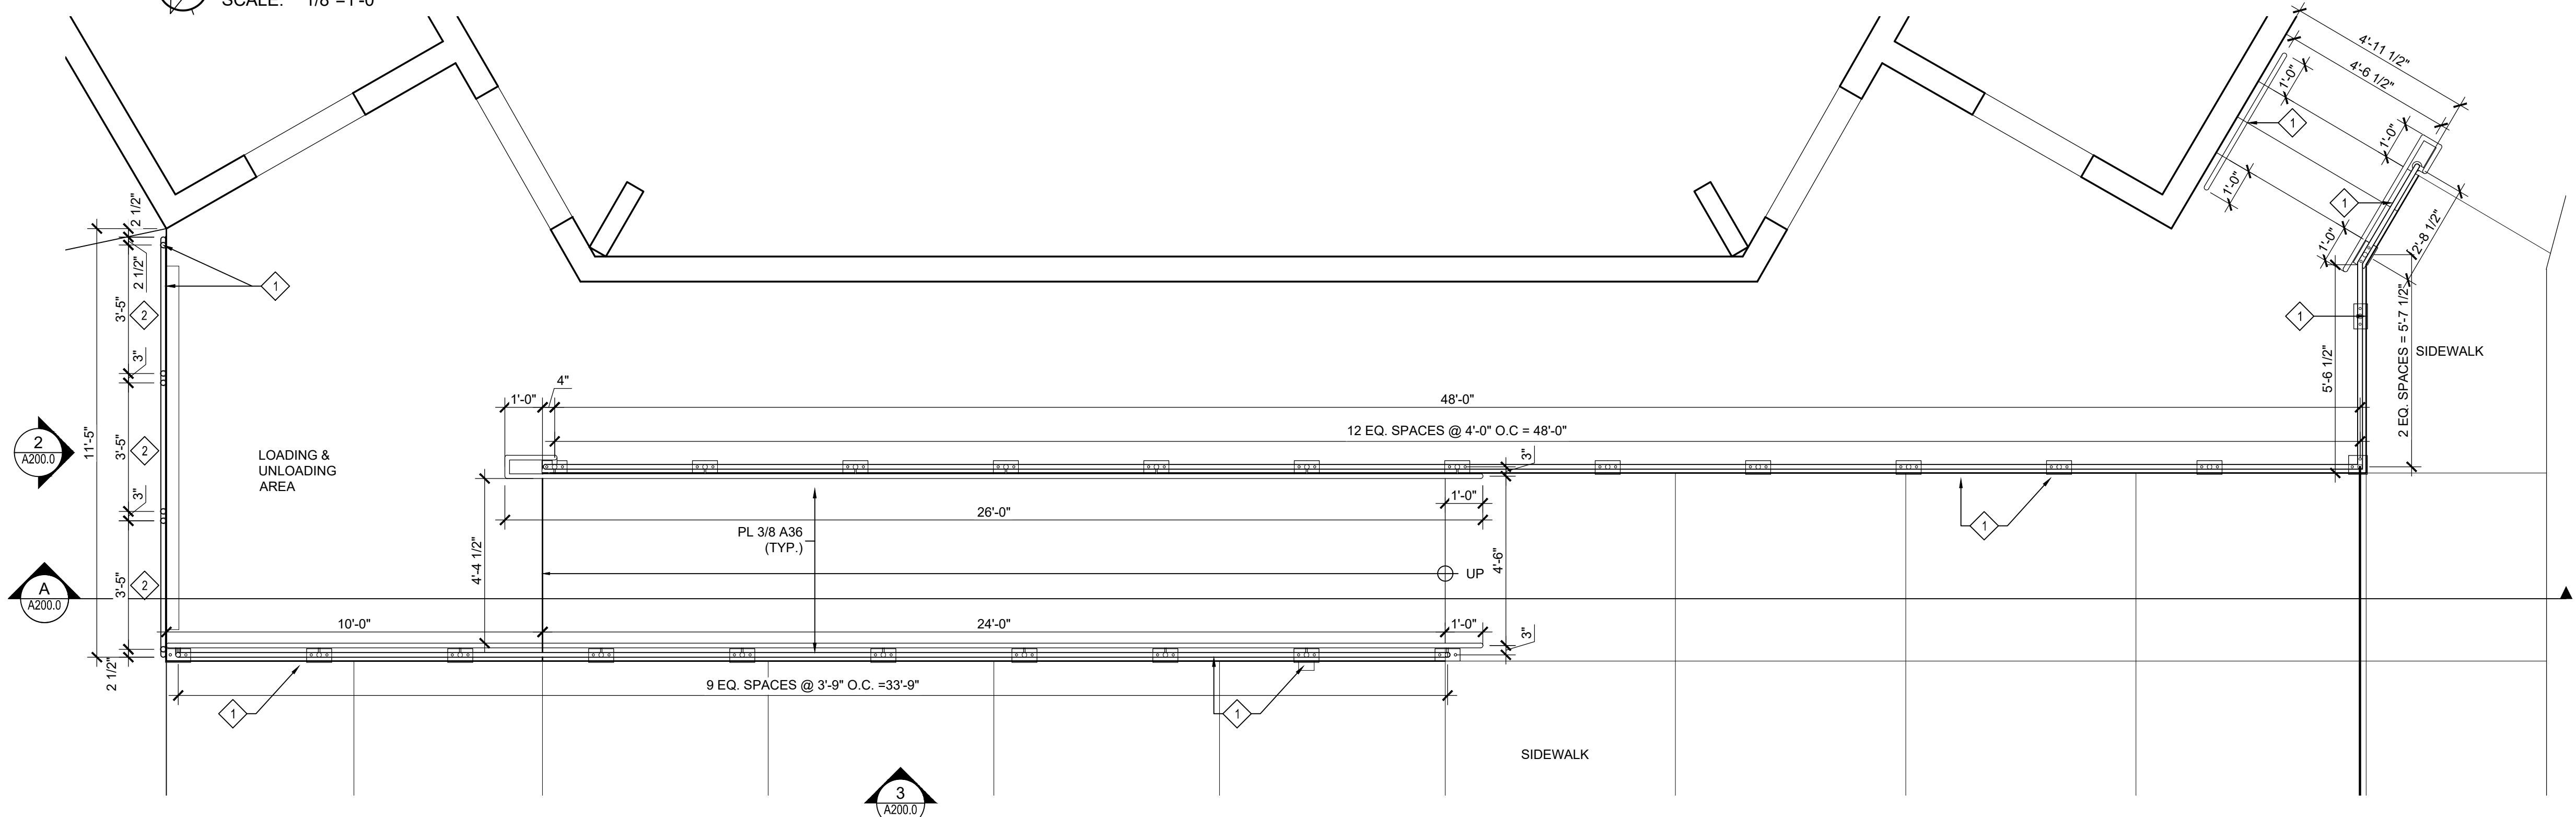 SCALE: 1/8"=1'-0"
4'-11 1/2"
4'-6 1/2"
1'-0"
1
1'-0"
1'-0"
1
1'-0"
2'-8 1/2"
2 1/2"
2 1/2"
1
3'-5"
2
3"
11'-5"
2
A200.0
3'-5"
2
3"
3'-5"
2
2 1/2"
A
A200.0
LOADING &
UNLOADING
AREA
1
5'-6 1/2"
2 EQ. SPACES = 5'-7 1/2"
SIDEWALK
4"
1'-0"
48'-0"
12 EQ. SPACES @ 4'-0" O.C = 48'-0"
3"
1'-0"
26'-0"
1
PL 3/8 A36
(TYP.)
4'-4 1/2"
4'-6"
UP
10'-0"
24'-0"
1'-0"
3"
9 EQ. SPACES @ 3'-9" O.C. =33'-9"
1
1
SIDEWALK
3
A200.0